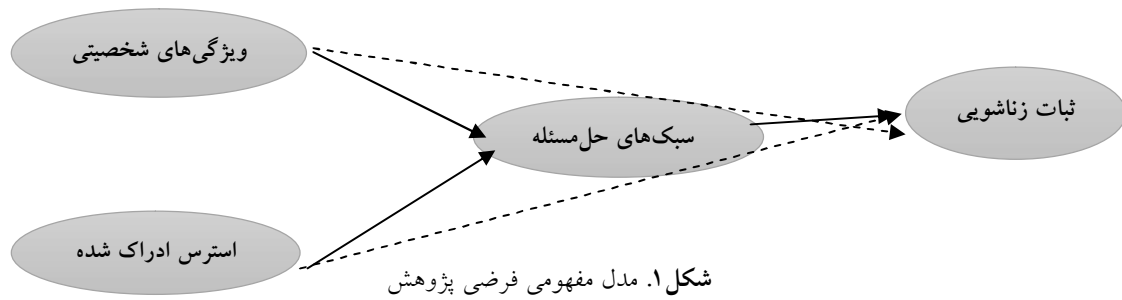 ویژگی‌های شخصیتی
ثبات زناشویی
سبک‌های حل‌مسئله
استرس ادراک شده
شکل۱. مدل مفهومی فرضی پژوهش